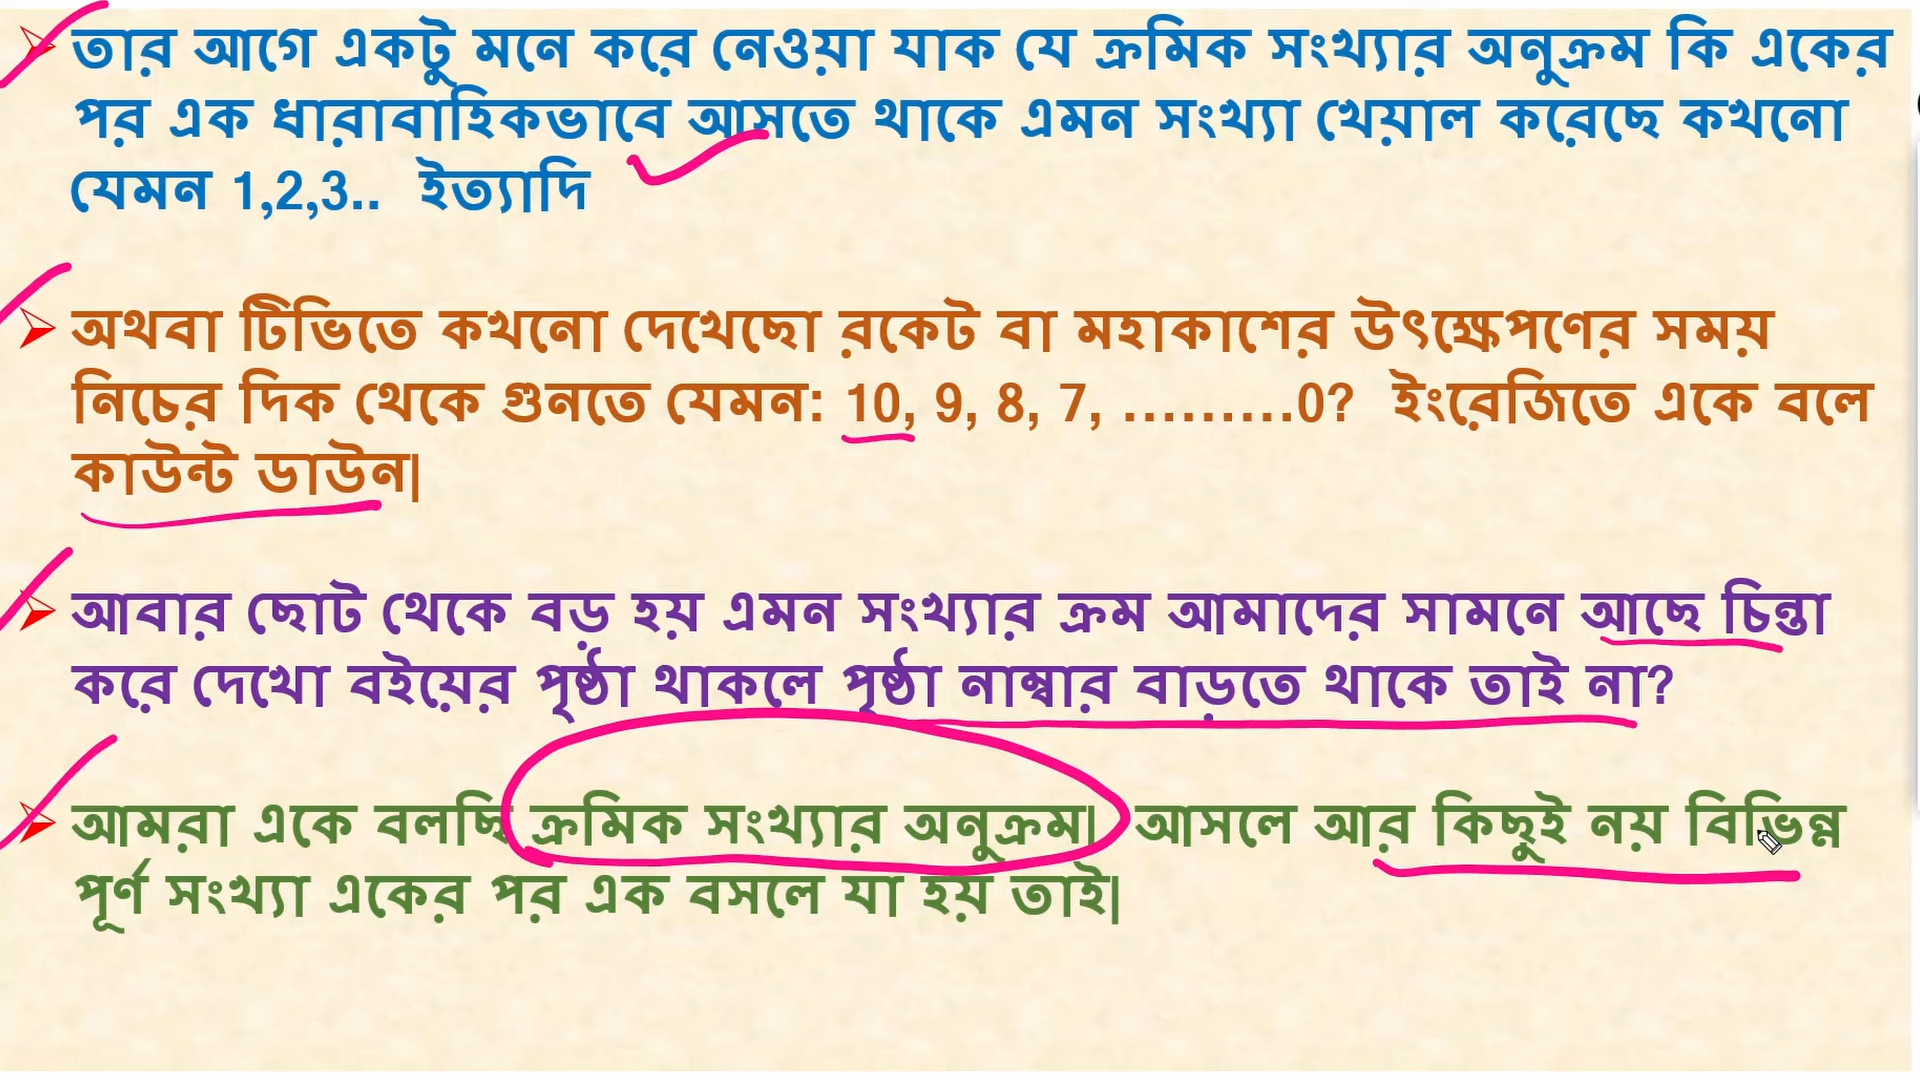 তার আগে একটু মনে করে নেওয়া যাক যে ক্রমিক সংখ্যার অনুক্রম কি একের
পর এক ধারাবাহিকভাবে আসতে থাকে এমন সংখ্যা খেয়াল করেছে কখনো
যেমন 1,2,3.. ইত্যাদি
অথবা টিভিতে কখনো দেখেছো রকেট বা মহাকাশের উৎক্ষেপণের সময়
নিচের দিক থেকে গুনতে যেমন: 10, 9, 8, 7, .........0? ইংরেজিতে একে বলে
কাউন্ট ডাউন|
আবার ছোট থেকে বড় হয় এমন সংখ্যার ক্রম আমাদের সামনে আছে চিন্তা
করে দেখো বইয়ের পৃষ্ঠা থাকলে পৃষ্ঠা নাম্বার বাড়তে থাকে তাই না?
আমরা একে বলচ্ছি ক্রমিক সংখ্যার অনুক্রম| আসলে আর কিছুই নয় বিভিন্ন
পূর্ণ সংখ্যা একের পর এক বসলে যা হয় তাই|